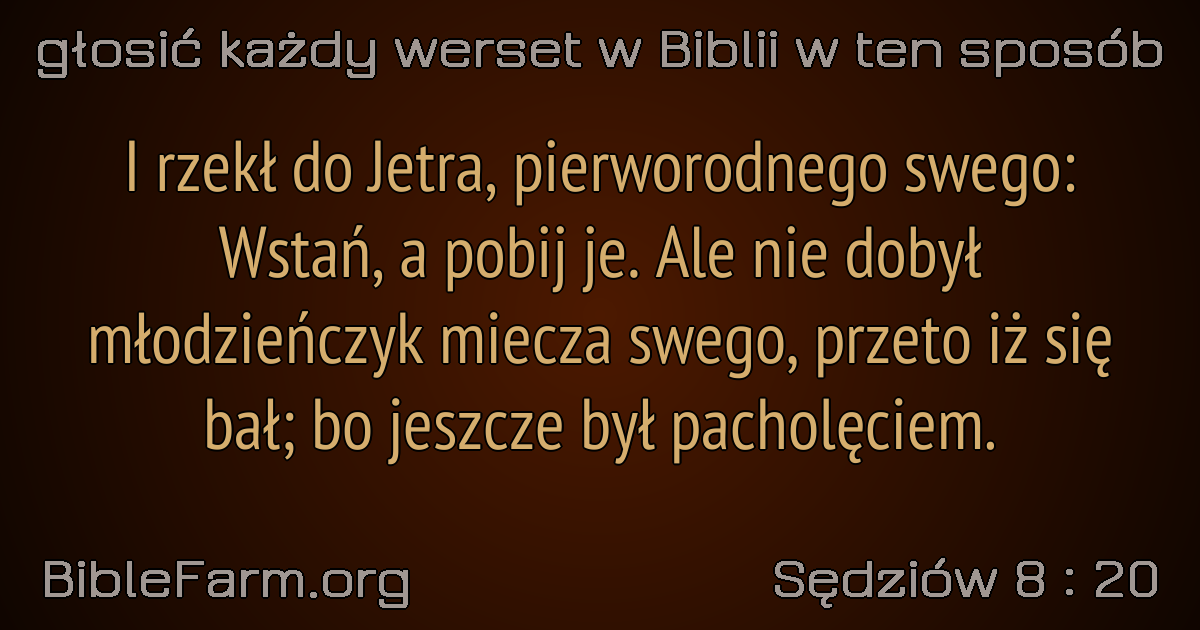 głosić każdy werset w Biblii w ten sposób
I rzekł do Jetra, pierworodnego swego:
Wstań, a pobij je. Ale nie dobył
młodzieńczyk miecza swego, przeto iż się
bał; bo jeszcze był pacholęciem.
BibleFarm.org
Sędziów 8 : 20